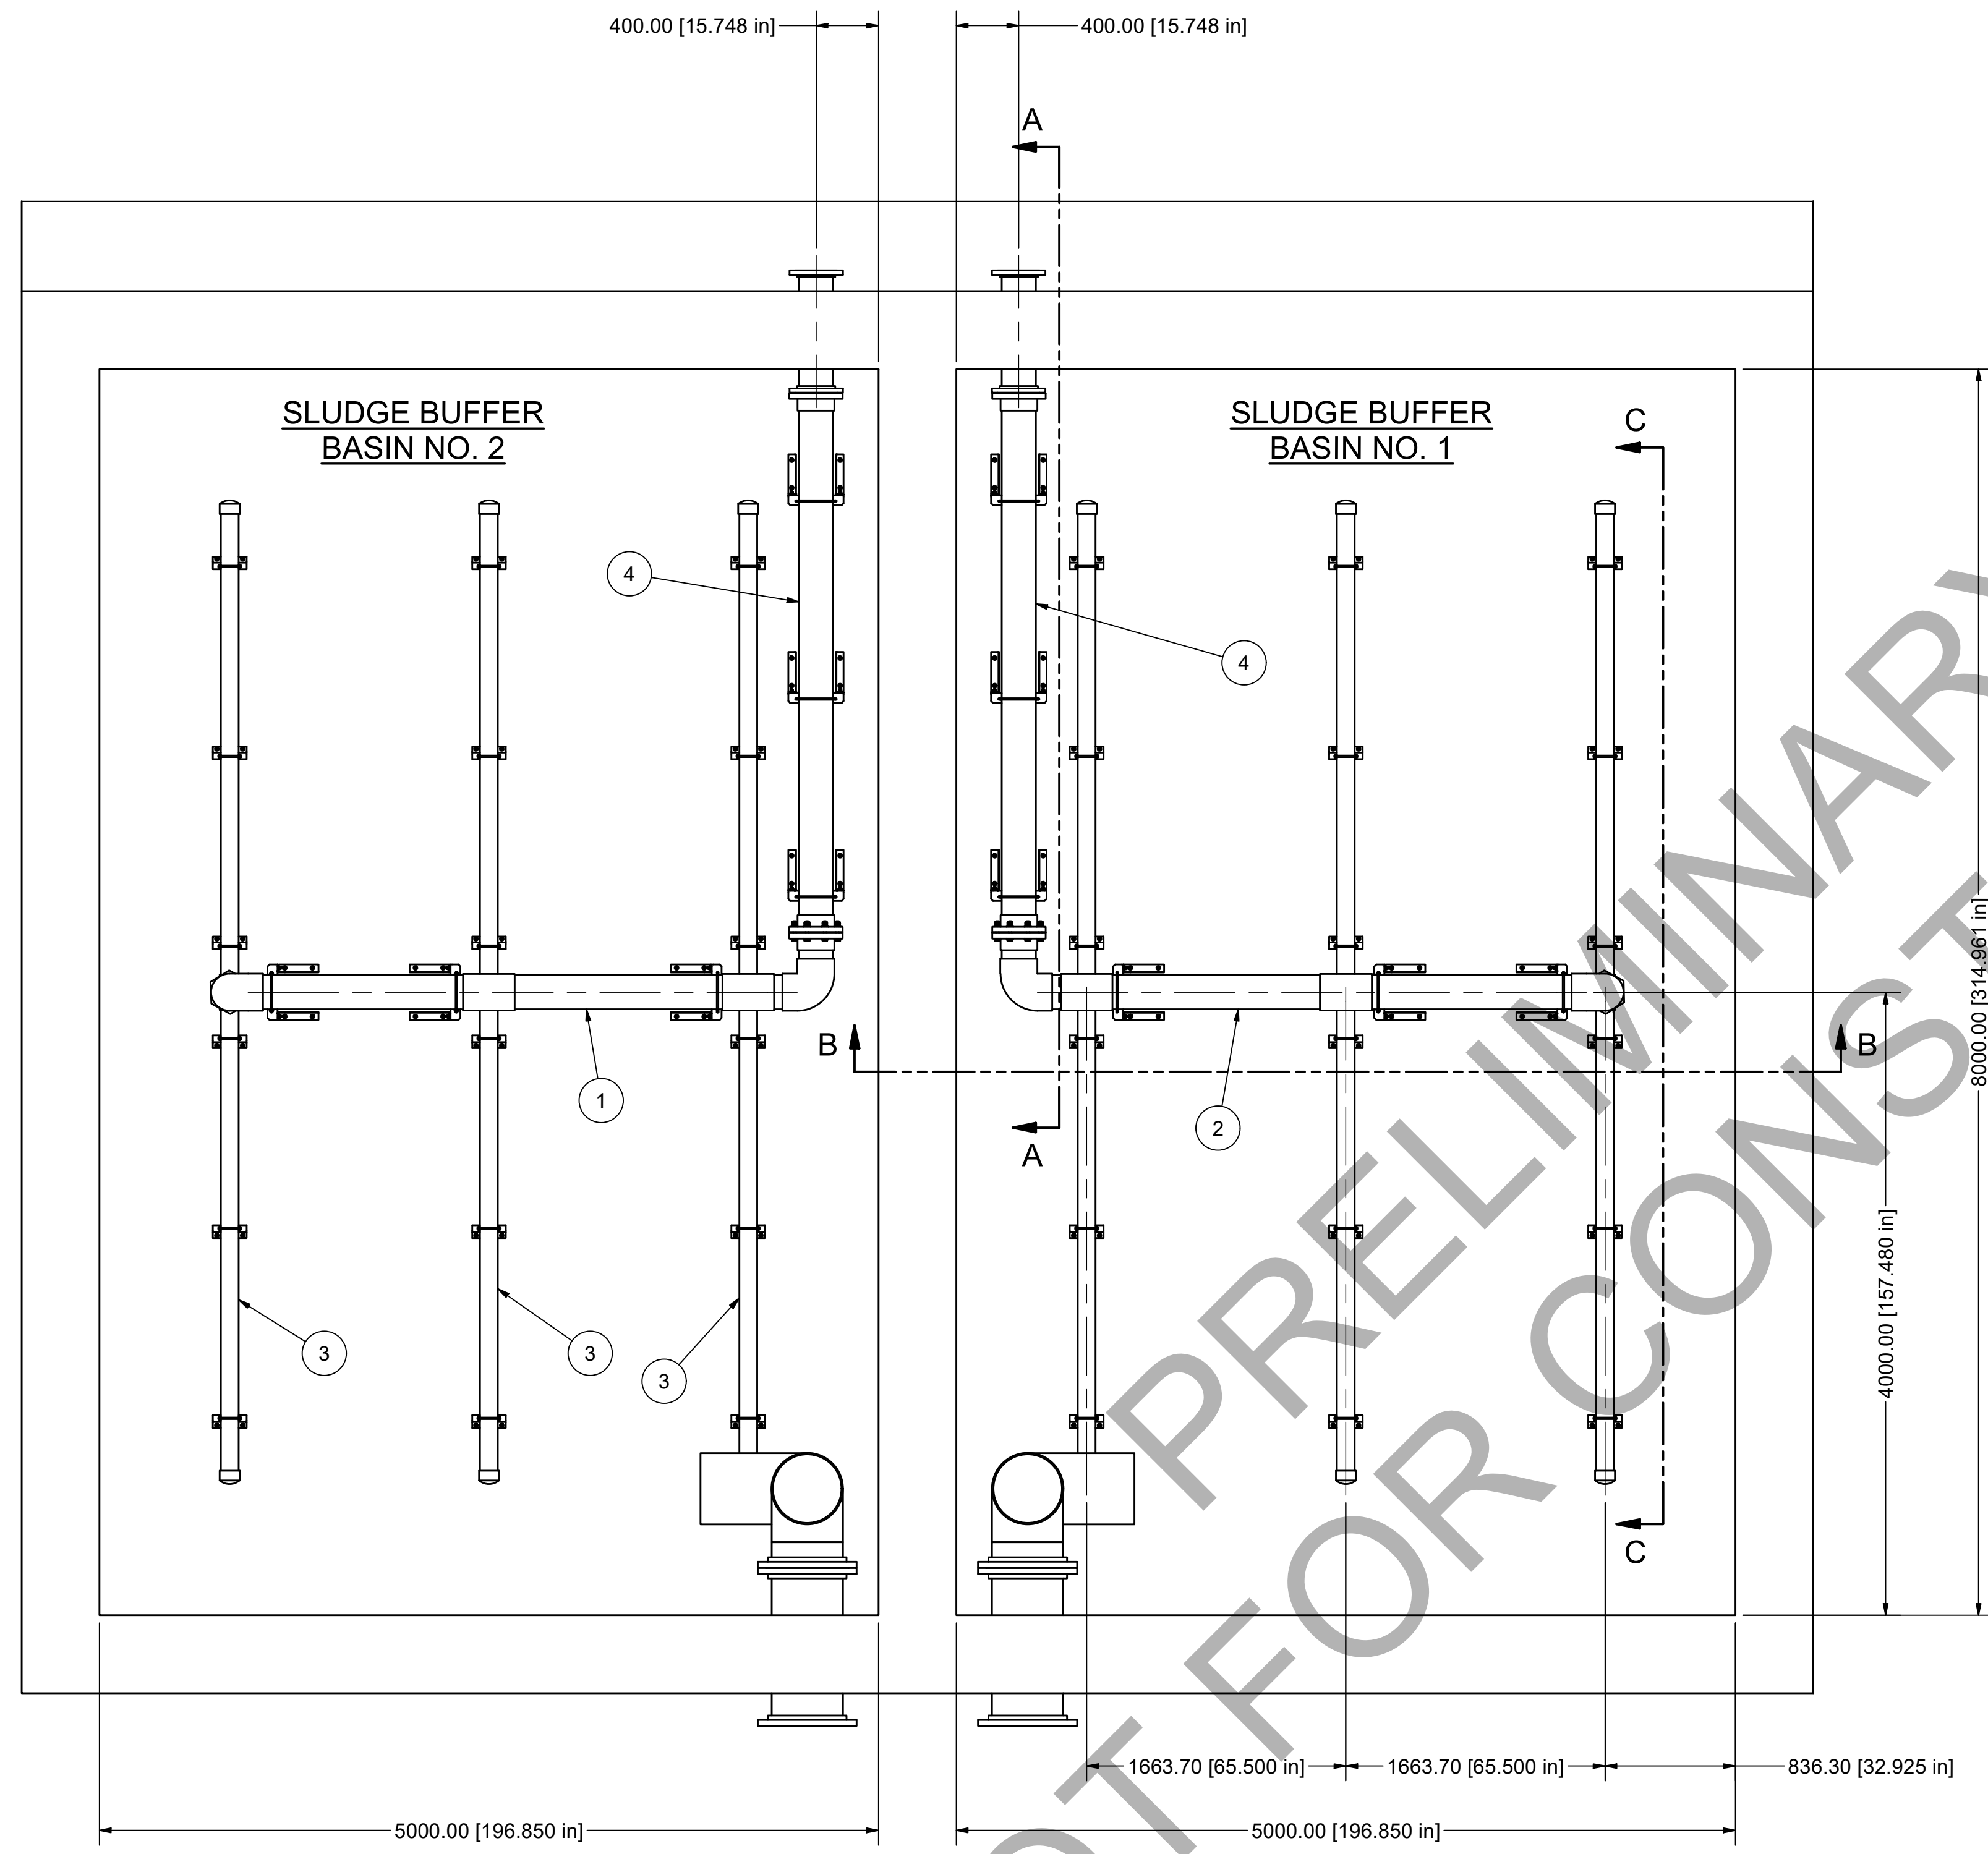 400.00 [15.748 in]
400.00 [15.748 in]
A
SLUDGE BUFFER
BASIN NO. 2
SLUDGE BUFFER
BASIN NO. 1
C
4
4
B
B
1
2
A
8000.00 [314.961 in]
4000.00 [157.480 in]
3
3
3
C
1663.70 [65.500 in]
1663.70 [65.500 in]
836.30 [32.925 in]
5000.00 [196.850 in]
5000.00 [196.850 in]
PRELIMINARY
FOR CONST